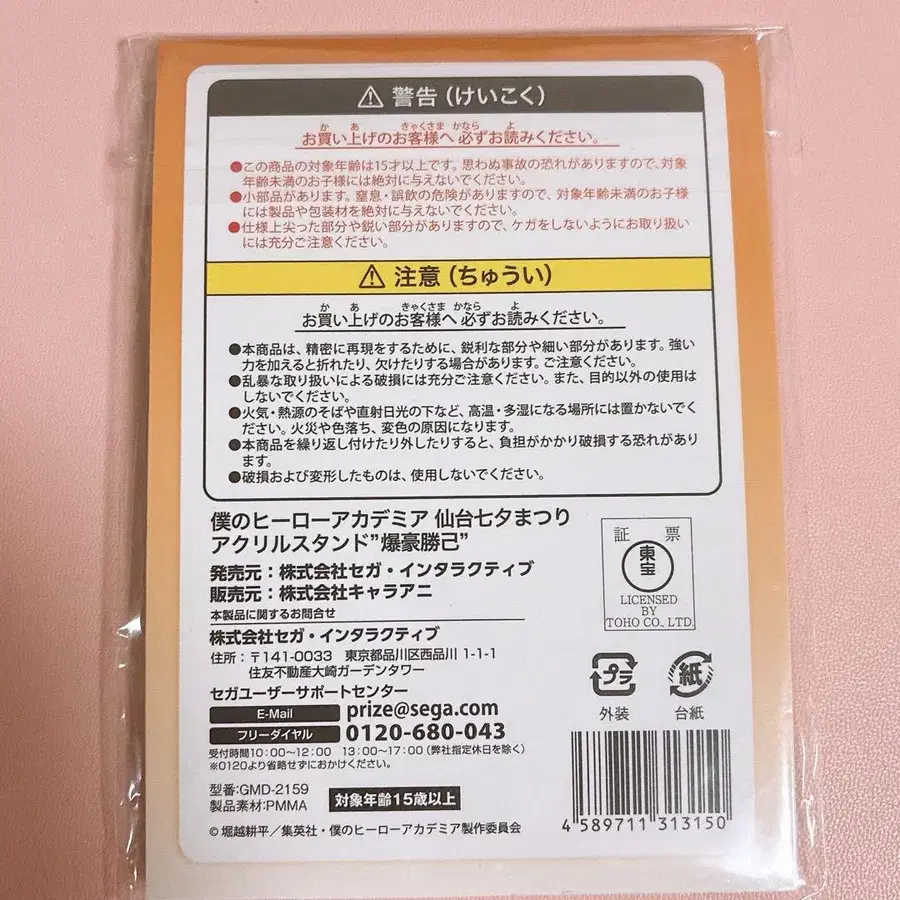 ⚠ 警告(けいこく)
か あ きゃくさま かなら よ
お買い上げのお客様へ 必ずお読みください。
●この商品の対象年齢は15才以上です。思わぬ事故の恐れがありますので、対象
年齢未満のお子様には絶対に与えないでください。
●小部品があります。窒息・誤飲の危険がありますので、対象年齢未満のお子様
には製品や包装材を絶対に与えないでください。
●仕様上尖った部分や鋭い部分がありますので、ケガをしないようにお取り扱い
には充分ご注意ください。
⚠ 注意(ちゅうい)
か あ きゃくさま かなら よ
お買い上げのお客様へ 必ずお読みください。
●本商品は、精密に再現をするために、鋭利な部分や細い部分があります。強い
力を加えると折れたり、欠けたりする場合があります。ご注意ください。
●乱暴な取り扱いによる破損には充分ご注意ください。また、目的以外の使用は
しないでください。
●火気・熱源のそばや直射日光の下など、高温・多湿になる場所には置かないでく
ださい。火災や色落ち、変色の原因になります。
●本商品を繰り返し付けたり外したりすると、負担がかかり破損する恐れがあり
ます。
●破損および変形したものは、使用しないでください。
僕のヒーローアカデミア 仙台七夕まつり
アクリルスタンド"爆豪勝己"
発売元:株式会社セガ・インタラクティブ
販売元:株式会社キャラアニ
本製品に関するお問合せ
株式会社セガ・インタラクティブ
住所:〒141-0033 東京都品川区西品川 1-1-1
住友不動産大崎ガーデンタワー
セガユーザーサポートセンター
E-Mail prize@sega.com
フリーダイヤル 0120-680-043
受付時間10:00〜12:00 13:00〜17:00(弊社指定休日を除く)
※0120より省略せずにおかけください。
型番:GMD-2159
製品素材:PMMA 対象年齢15歳以上
© 堀越耕平/集英社・僕のヒーローアカデミア製作委員会
証 票
東宝
LICENSED
BY
TOHO CO., LTD.
プラ 紙
外装 台紙
4 589711 313150